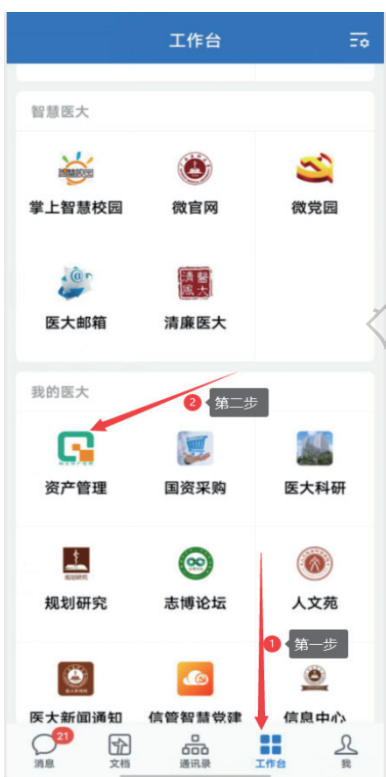 工作台
智慧医大
掌上智慧校园
微官网
微党园
医大邮箱
清廉医大
我的医大
2 第二步
资产管理
国资采购
医大科研
规划研究
规划研究
志博论坛
人文苑
1 第一步
医大新闻通知
信管智慧党建
信息中心
21
消息
文档
通讯录
工作台
我